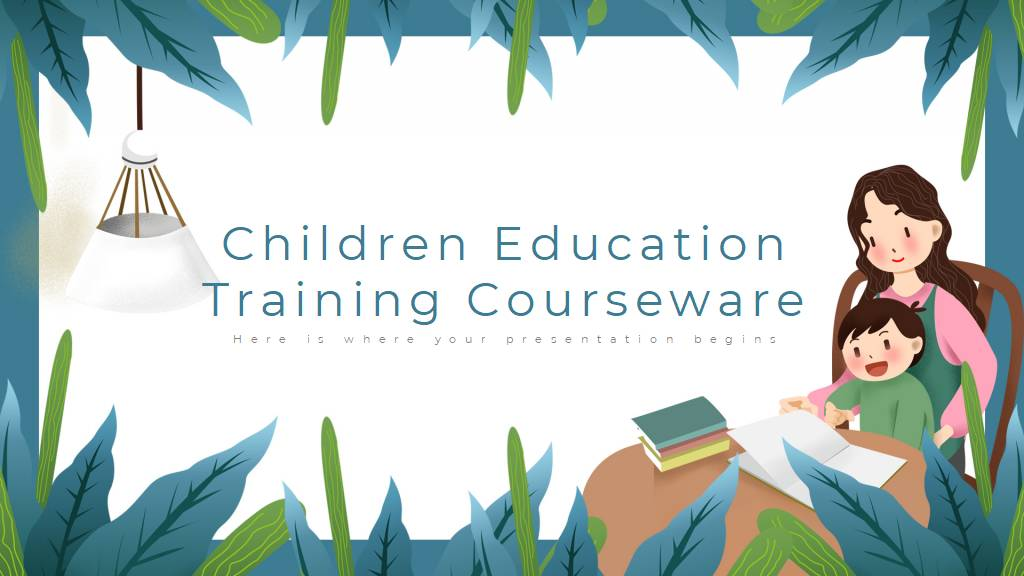 Children Education
Training Courseware
Here is where your presentation begins